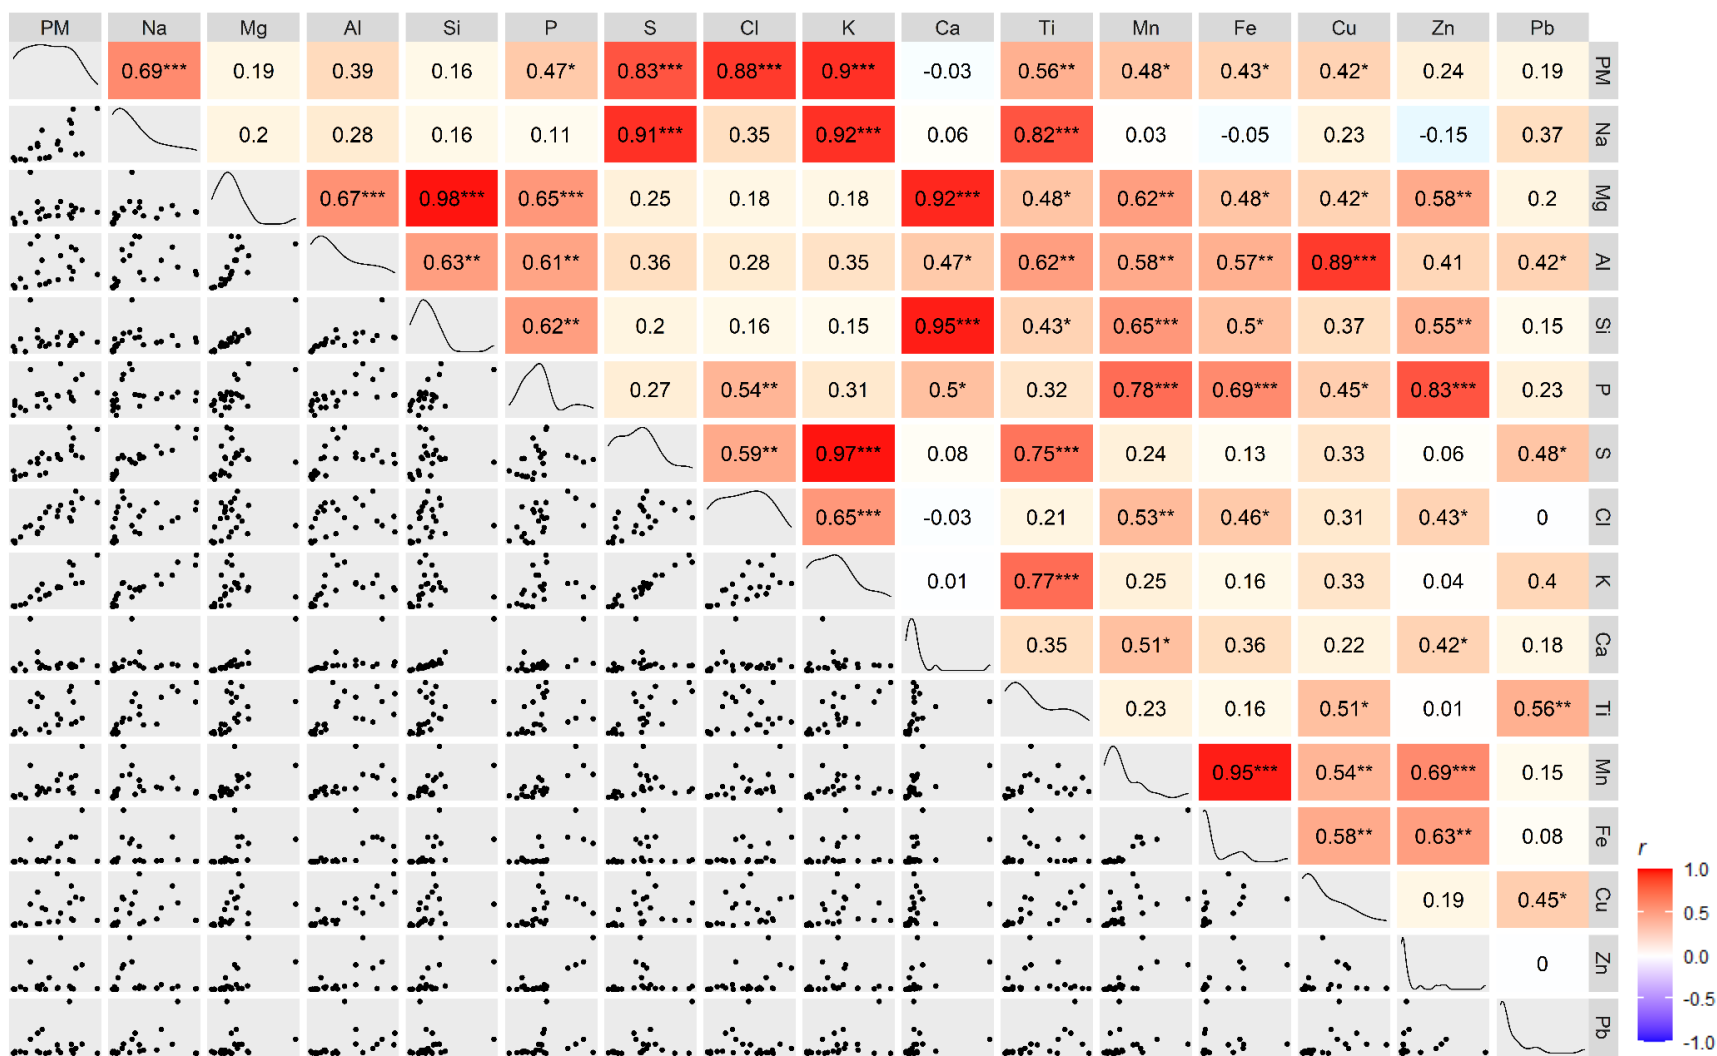 PM Na Mg Al Si P S Cl K Ca Ti Mn Fe Cu Zn Pb
0.69*** 0.19 0.39 0.16 0.47* 0.83*** 0.88*** 0.9*** -0.03 0.56** 0.48* 0.43* 0.42* 0.24 0.19 PM
0.2 0.28 0.16 0.11 0.91*** 0.35 0.92*** 0.06 0.82*** 0.03 -0.05 0.23 -0.15 0.37 Na
0.67*** 0.98*** 0.65*** 0.25 0.18 0.18 0.92*** 0.48* 0.62** 0.48* 0.42* 0.58** 0.2 Mg
0.63** 0.61** 0.36 0.28 0.35 0.47* 0.62** 0.58** 0.57** 0.89*** 0.41 0.42* Al
0.62** 0.2 0.16 0.15 0.95*** 0.43* 0.65*** 0.5* 0.37 0.55** 0.15 Si
0.27 0.54** 0.31 0.5* 0.32 0.78*** 0.69*** 0.45* 0.83*** 0.23 P
0.59** 0.97*** 0.08 0.75*** 0.24 0.13 0.33 0.06 0.48* S
0.65*** -0.03 0.21 0.53** 0.46* 0.31 0.43* 0 Cl
0.01 0.77*** 0.25 0.16 0.33 0.04 0.4 K
0.35 0.51* 0.36 0.22 0.42* 0.18 Ca
0.23 0.16 0.51* 0.01 0.56** Ti
0.95*** 0.54** 0.69*** 0.15 Mn
0.58** 0.63** 0.08 Fe
0.19 0.45* Cu
0 Zn
Pb
r
1.0
0.5
0.0
-0.5
-1.0